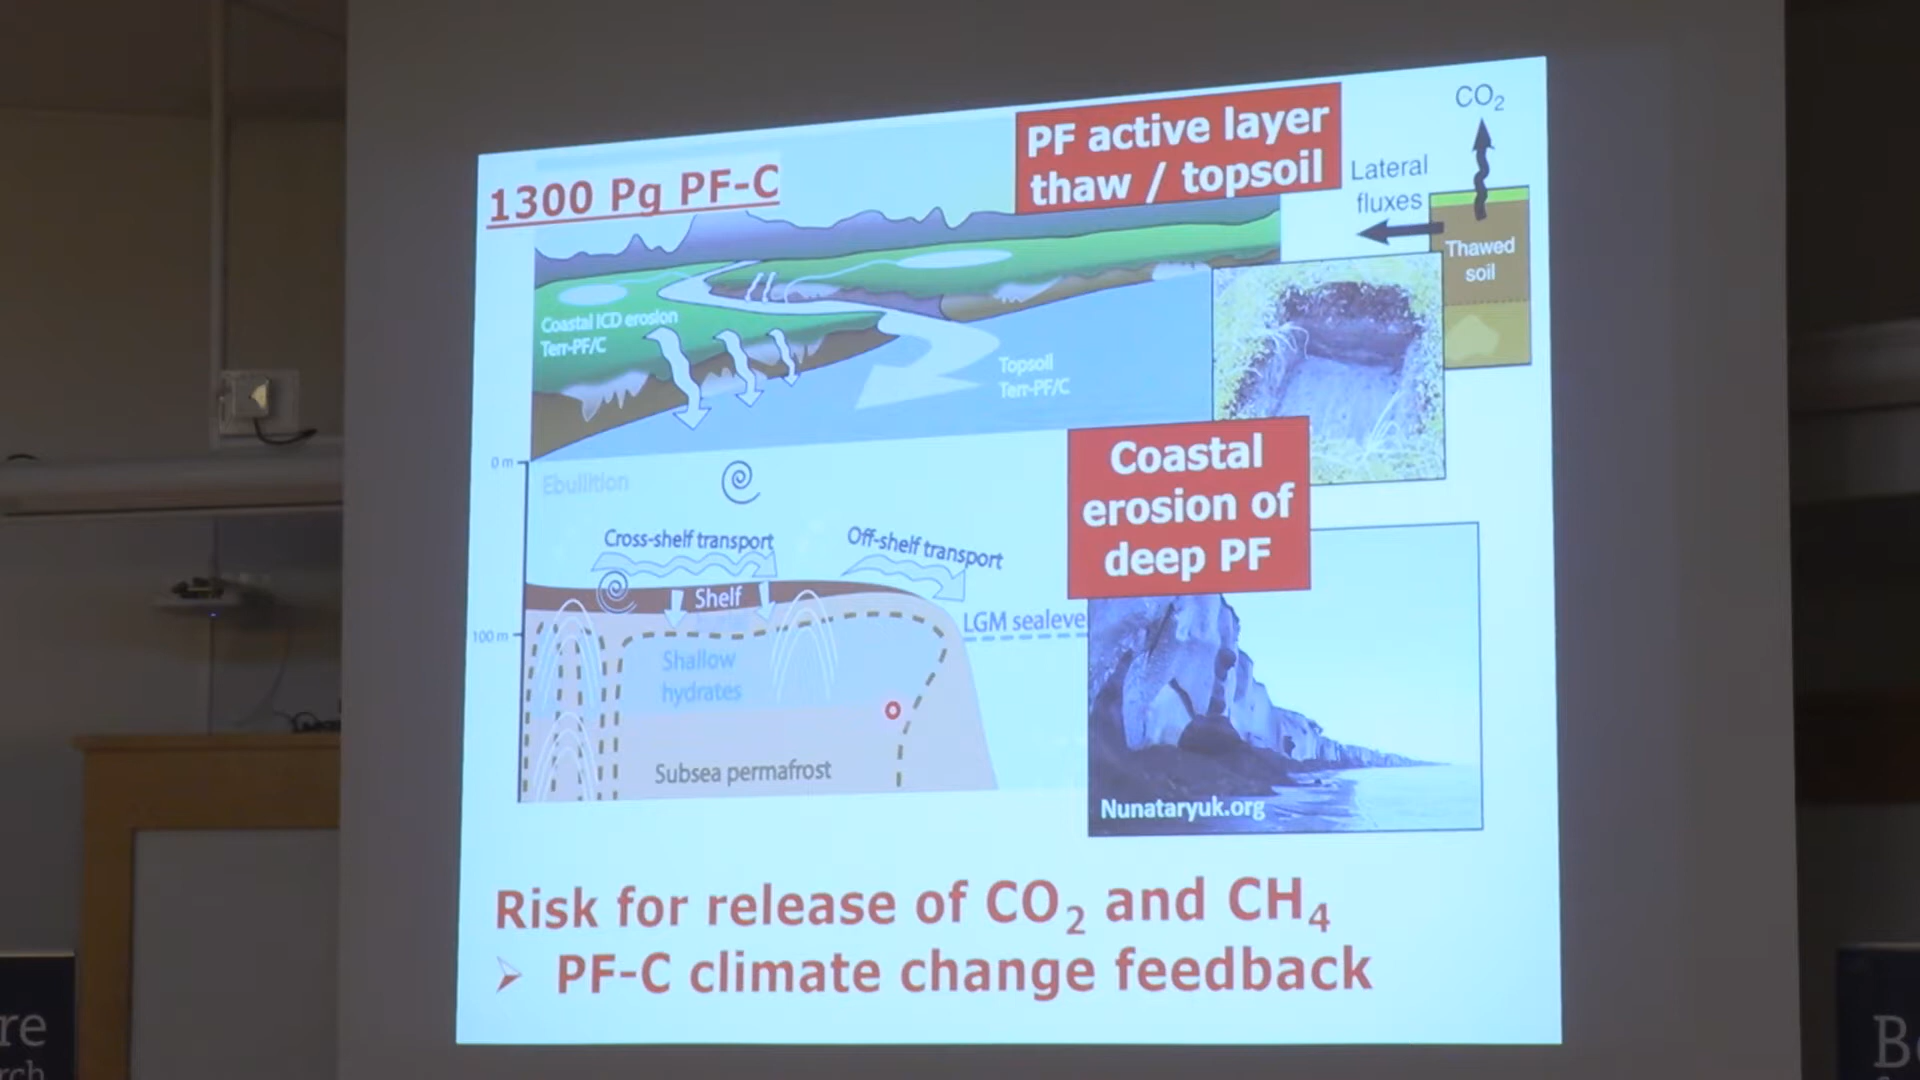 1300 Pg PF-C
PF active layer
thaw / topsoil
CO₂
Lateral
fluxes
Thawed
soil
Coastal ICD erosion
Terr-PF/C
Topsoil
Terr-PF/C
0 m
Ebullition
Coastal
erosion of
deep PF
Cross-shelf transport
Off-shelf transport
Shelf
100 m
LGM sealeve
Shallow
hydrates
Subsea permafrost
Nunataryuk.org
Risk for release of CO₂ and CH₄
➢ PF-C climate change feedback
re
rch
B